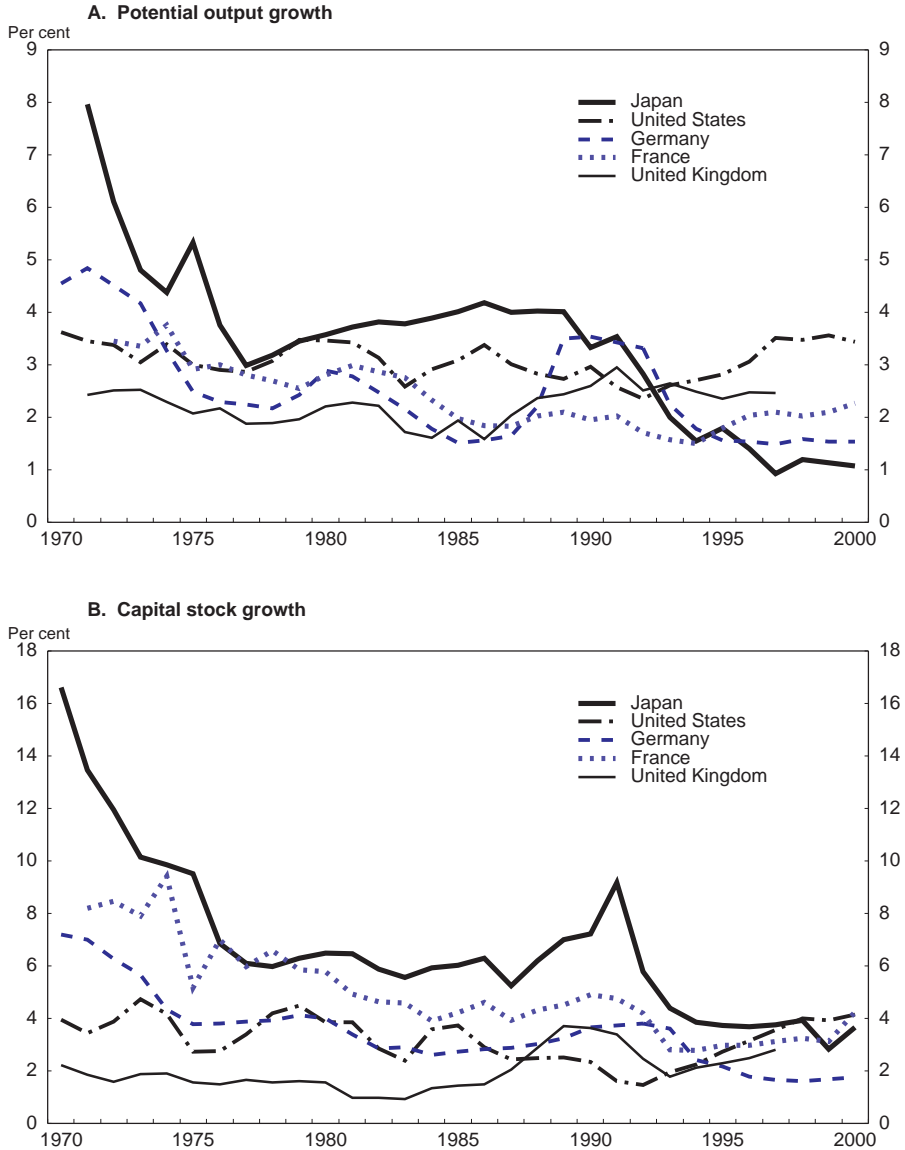 A. Potential output growth
Per cent
9 9
8 8
7 7
6 6
5 5
4 4
3 3
2 2
1 1
0 0
Japan
United States
Germany
France
United Kingdom
1970 1975 1980 1985 1990 1995 2000
B. Capital stock growth
Per cent
18 18
16 16
14 14
12 12
10 10
8 8
6 6
4 4
2 2
0 0
Japan
United States
Germany
France
United Kingdom
1970 1975 1980 1985 1990 1995 2000